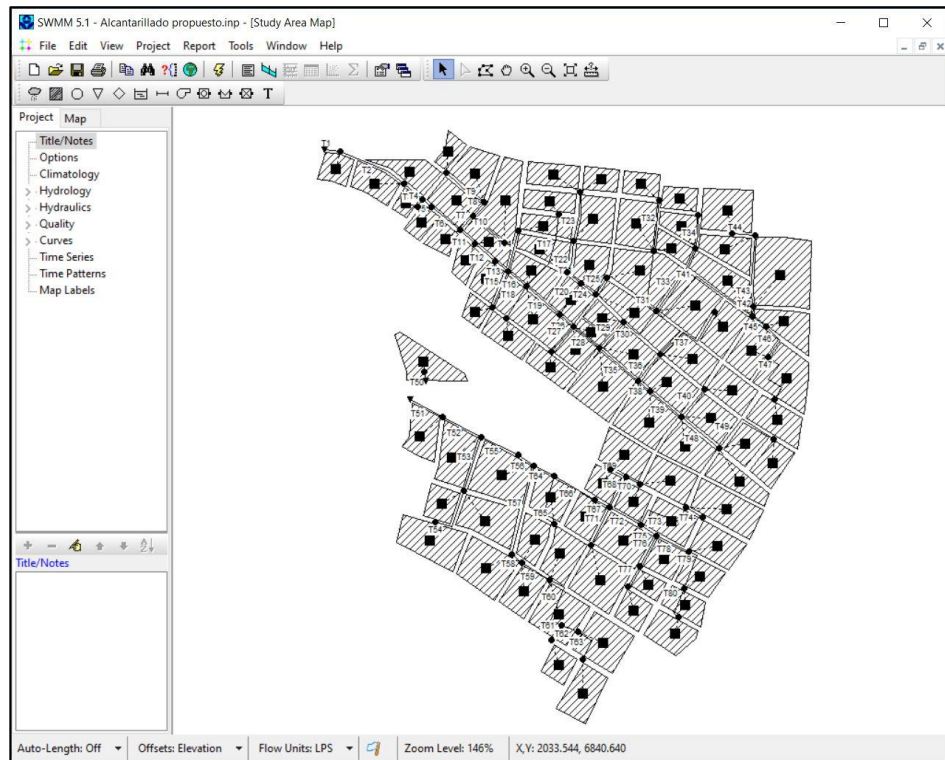 SWMM 5.1 - Alcantarillado propuesto.inp - [Study Area Map]
File Edit View Project Report Tools Window Help
T
Project Map
Title/Notes
Options
Climatology
Hydrology
Hydraulics
Quality
Curves
Time Series
Time Patterns
Map Labels
Title/Notes
T1
T2
T4
T6
T7
T9
T8
T10
T11
T12
T13
T15
T16
T18
T17
T23
T22
T19
T20
T24
T25
T27
T28
T29
T30
T31
T32
T33
T34
T44
T41
T43
T42
T45
T46
T47
T35
T36
T37
T38
T39
T40
T48
T49
T50
T51
T52
T53
T54
T55
T56
T57
T58
T59
T60
T61
T62
T63
T64
T65
T66
T67
T68
T70
T71
T72
T73
T74
T75
T76
T77
T78
T79
T80
Auto-Length: Off Offsets: Elevation Flow Units: LPS Zoom Level: 146% X,Y: 2033.544, 6840.640